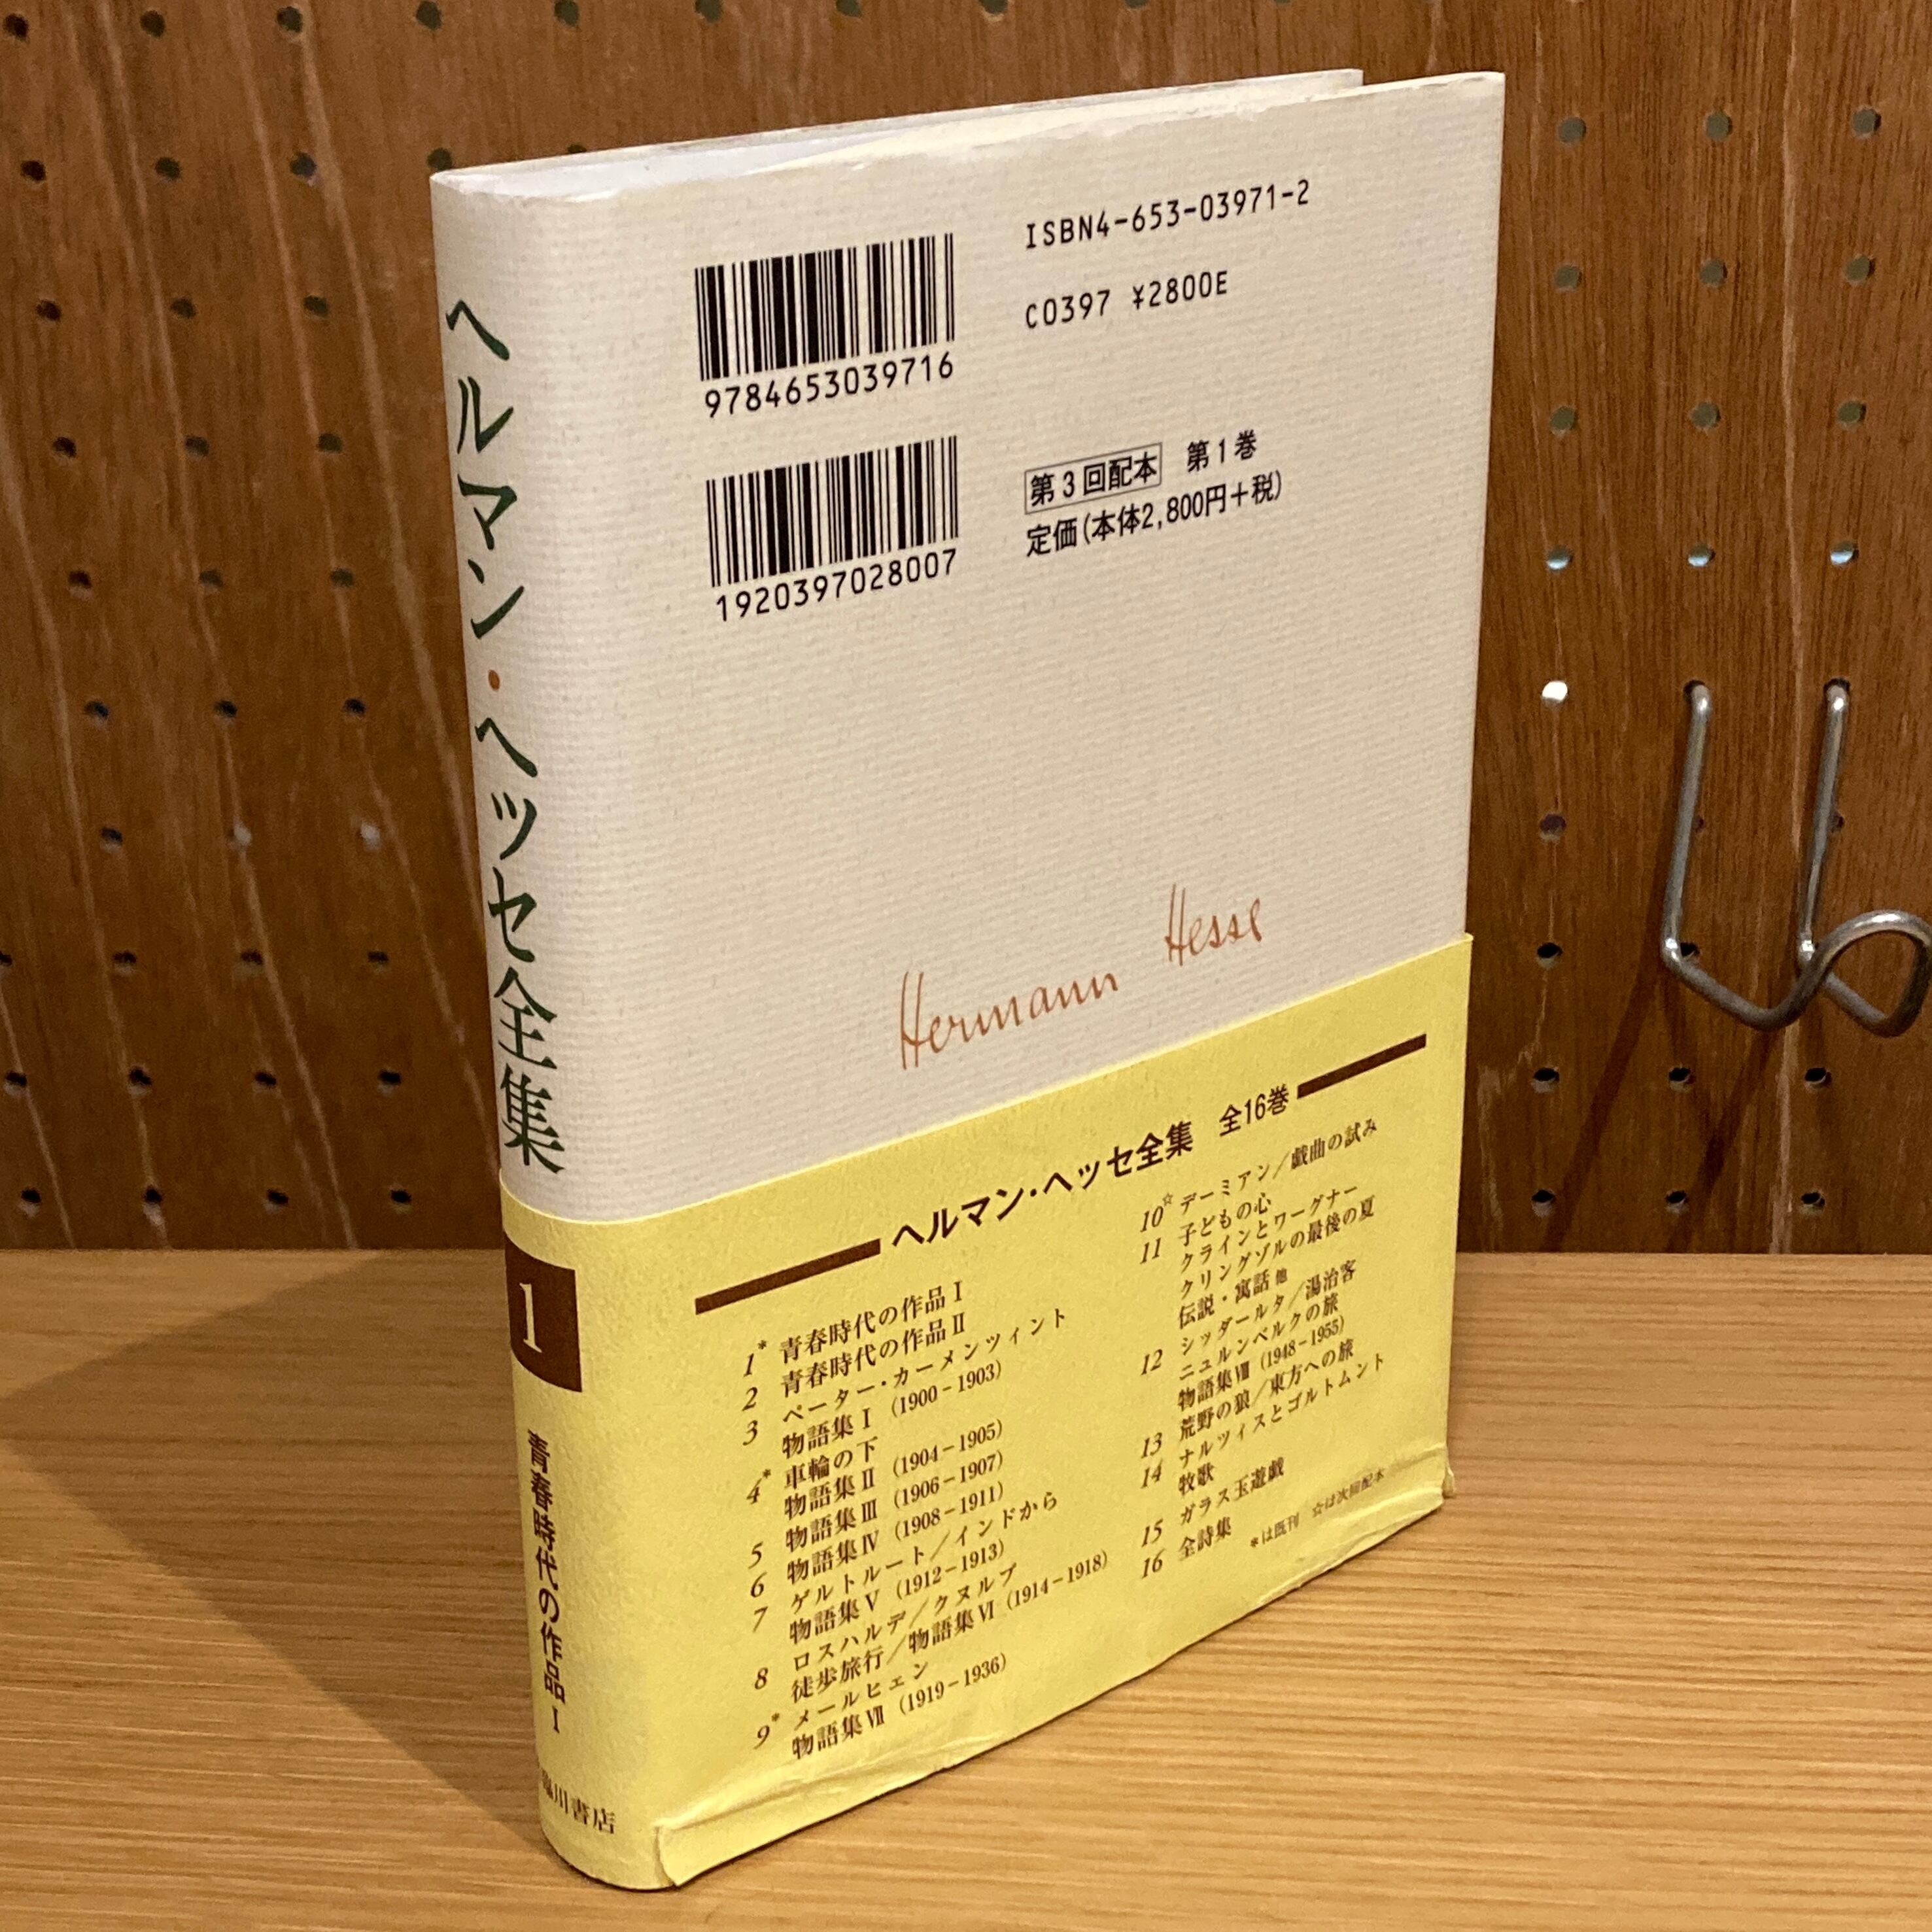 ヘルマン・ヘッセ全集
1
青春時代の作品 I
臨川書店
9784653039716
1920397028007
ISBN4-653-03971-2
C0397 ¥2800E
第3回配本 第1巻
定価(本体2,800円+税)
Hermann Hesse
ヘルマン・ヘッセ全集 全16巻
1* 青春時代の作品 I
2 青春時代の作品 II
3 ペーター・カーメンツィント
物語集 I (1900-1903)
4* 車輪の下
物語集 II (1904-1905)
5 物語集 III (1906-1907)
6 物語集 IV (1908-1911)
7 ゲルトルート/インドから
物語集 V (1912-1913)
8 ロスハルデ/クヌルプ
徒歩旅行/物語集 VI (1914-1918)
9* メールヒェン
物語集 VII (1919-1936)
10☆ デーミアン/戯曲の試み
11 子どもの心
クラインとワーグナー
クリングゾルの最後の夏
伝説・寓話 他
12 シッダールタ/湯治客
ニュルンベルクの旅
物語集 VIII (1948-1955)
13 荒野の狼/東方への旅
14 ナルツィスとゴルトムント
牧歌
15 ガラス玉遊戯
16 全詩集
*は既刊 ☆は次回配本